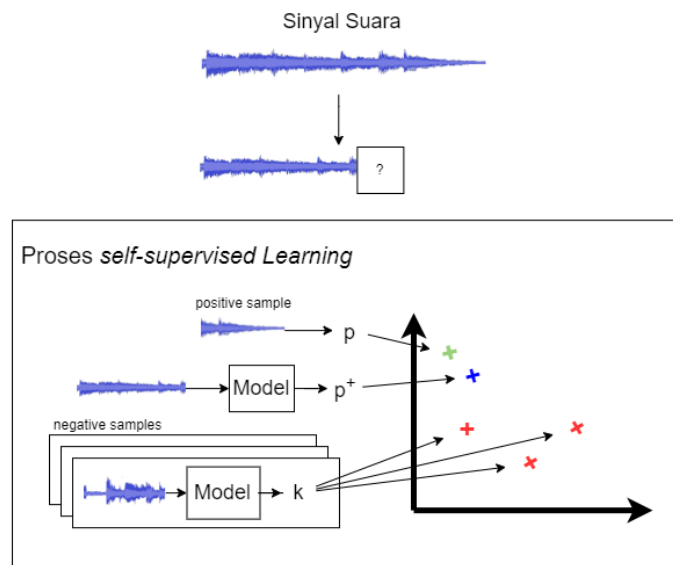 Sinyal Suara
?
Proses self-supervised Learning
positive sample
p
Model
p⁺
negative samples
Model
k